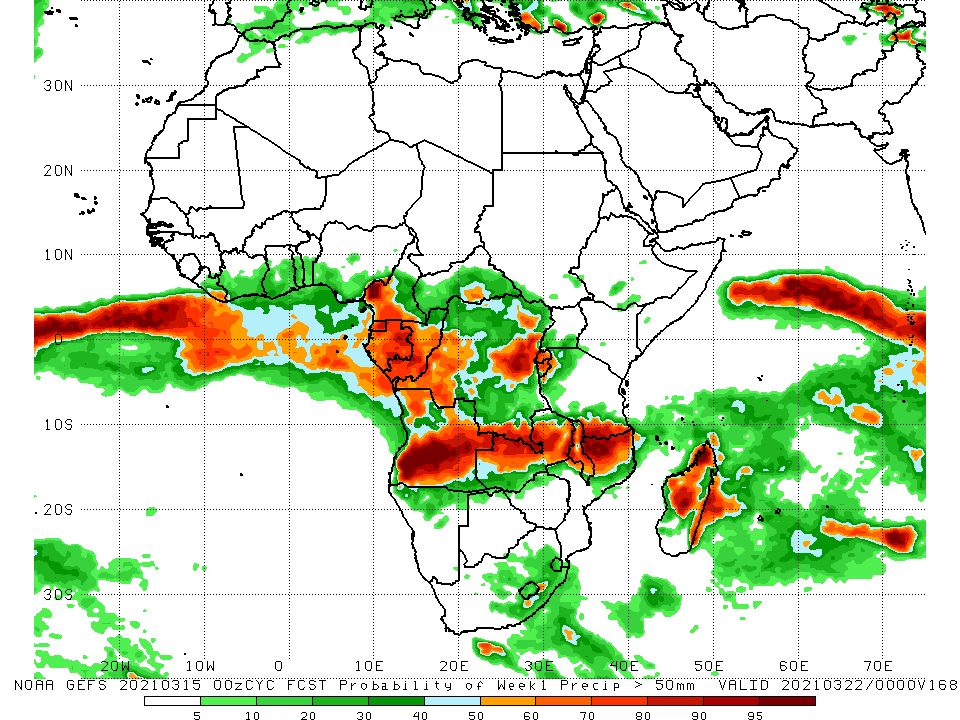 30N
20N
10N
0
10S
20S
30S
20W 10W 0 10E 20E 30E 40E 50E 60E 70E
NOAA GEFS 20210315 00zCYC FCST Probability of Week1 Precip > 50mm VALID 20210322/0000V168
5 10 20 30 40 50 60 70 80 90 95